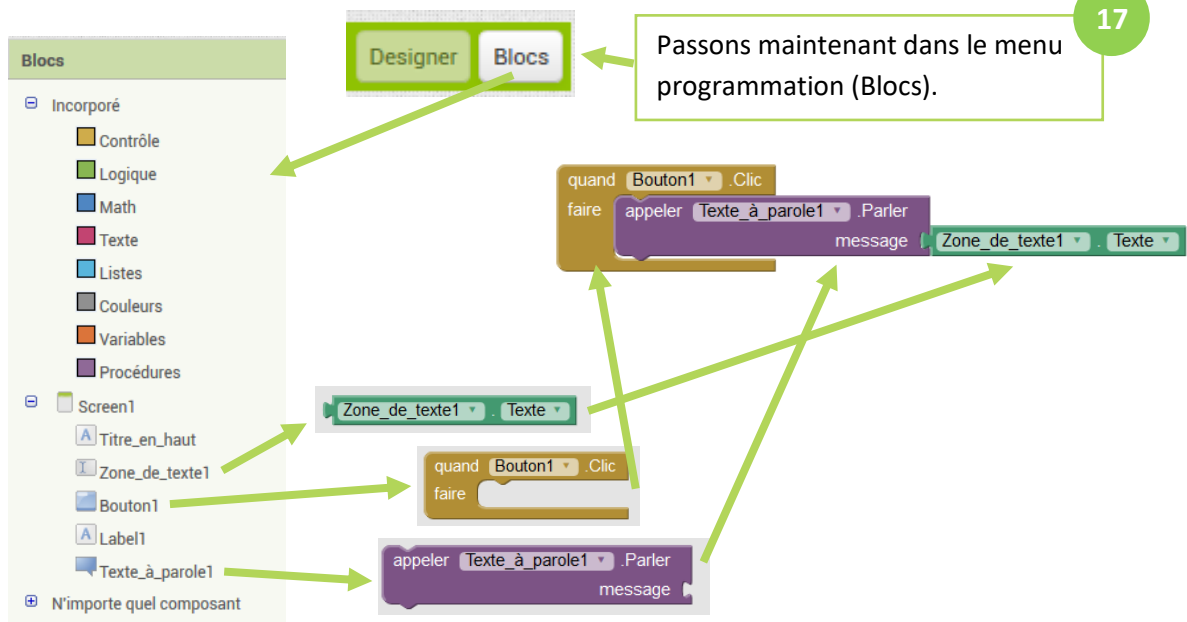 17
Designer Blocs
Passons maintenant dans le menu
programmation (Blocs).
Blocs
Incorporé
Contrôle
Logique
Math
Texte
Listes
Couleurs
Variables
Procédures
Screen1
Titre_en_haut
Zone_de_texte1
Bouton1
Label1
Texte_à_parole1
N'importe quel composant
quand Bouton1 .Clic
faire appeler Texte_à_parole1 .Parler
message Zone_de_texte1 . Texte
Zone_de_texte1 . Texte
quand Bouton1 .Clic
faire
appeler Texte_à_parole1 .Parler
message